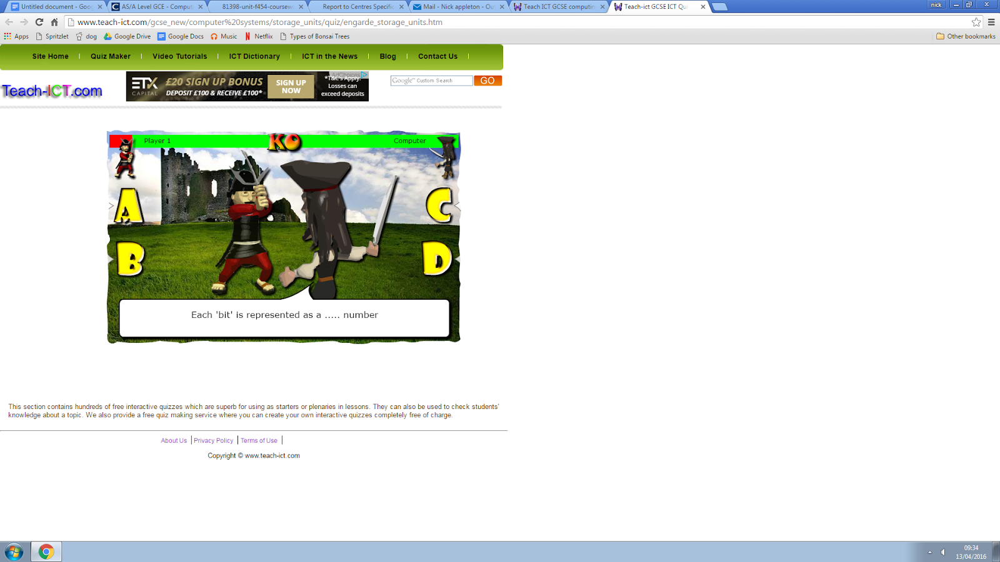 Untitled document - Goo
AS/A Level GCE - Comput
81398-unit-f454-coursew
Report to Centres Specific
Mail - Nick appleton - Ou
Teach ICT GCSE computin
Teach-ict GCSE ICT Qu
nick
www.teach-ict.com/gcse_new/computer%20systems/storage_units/quiz/engarde_storage_units.htm
Apps Spritzlet dog Google Drive Google Docs Music Netflix Types of Bonsai Trees Other bookmarks
Site Home | Quiz Maker | Video Tutorials | ICT Dictionary | ICT in the News | Blog | Contact Us |
Teach-ICT.com
ETX
CAPITAL
£20 SIGN UP BONUS
DEPOSIT £100 & RECEIVE £100*
SIGN UP
NOW
AdChoices
*T&C's Apply.
Losses can
exceed deposits
Google™ Custom Search
GO
Player 1 KO Computer
A
B
C
D
Each 'bit' is represented as a ..... number
This section contains hundreds of free interactive quizzes which are superb for using as starters or plenaries in lessons. They can also be used to check students'
knowledge about a topic. We also provide a free quiz making service where you can create your own interactive quizzes completely free of charge.
About Us | Privacy Policy | Terms of Use |
Copyright © www.teach-ict.com
09:34
13/04/2016